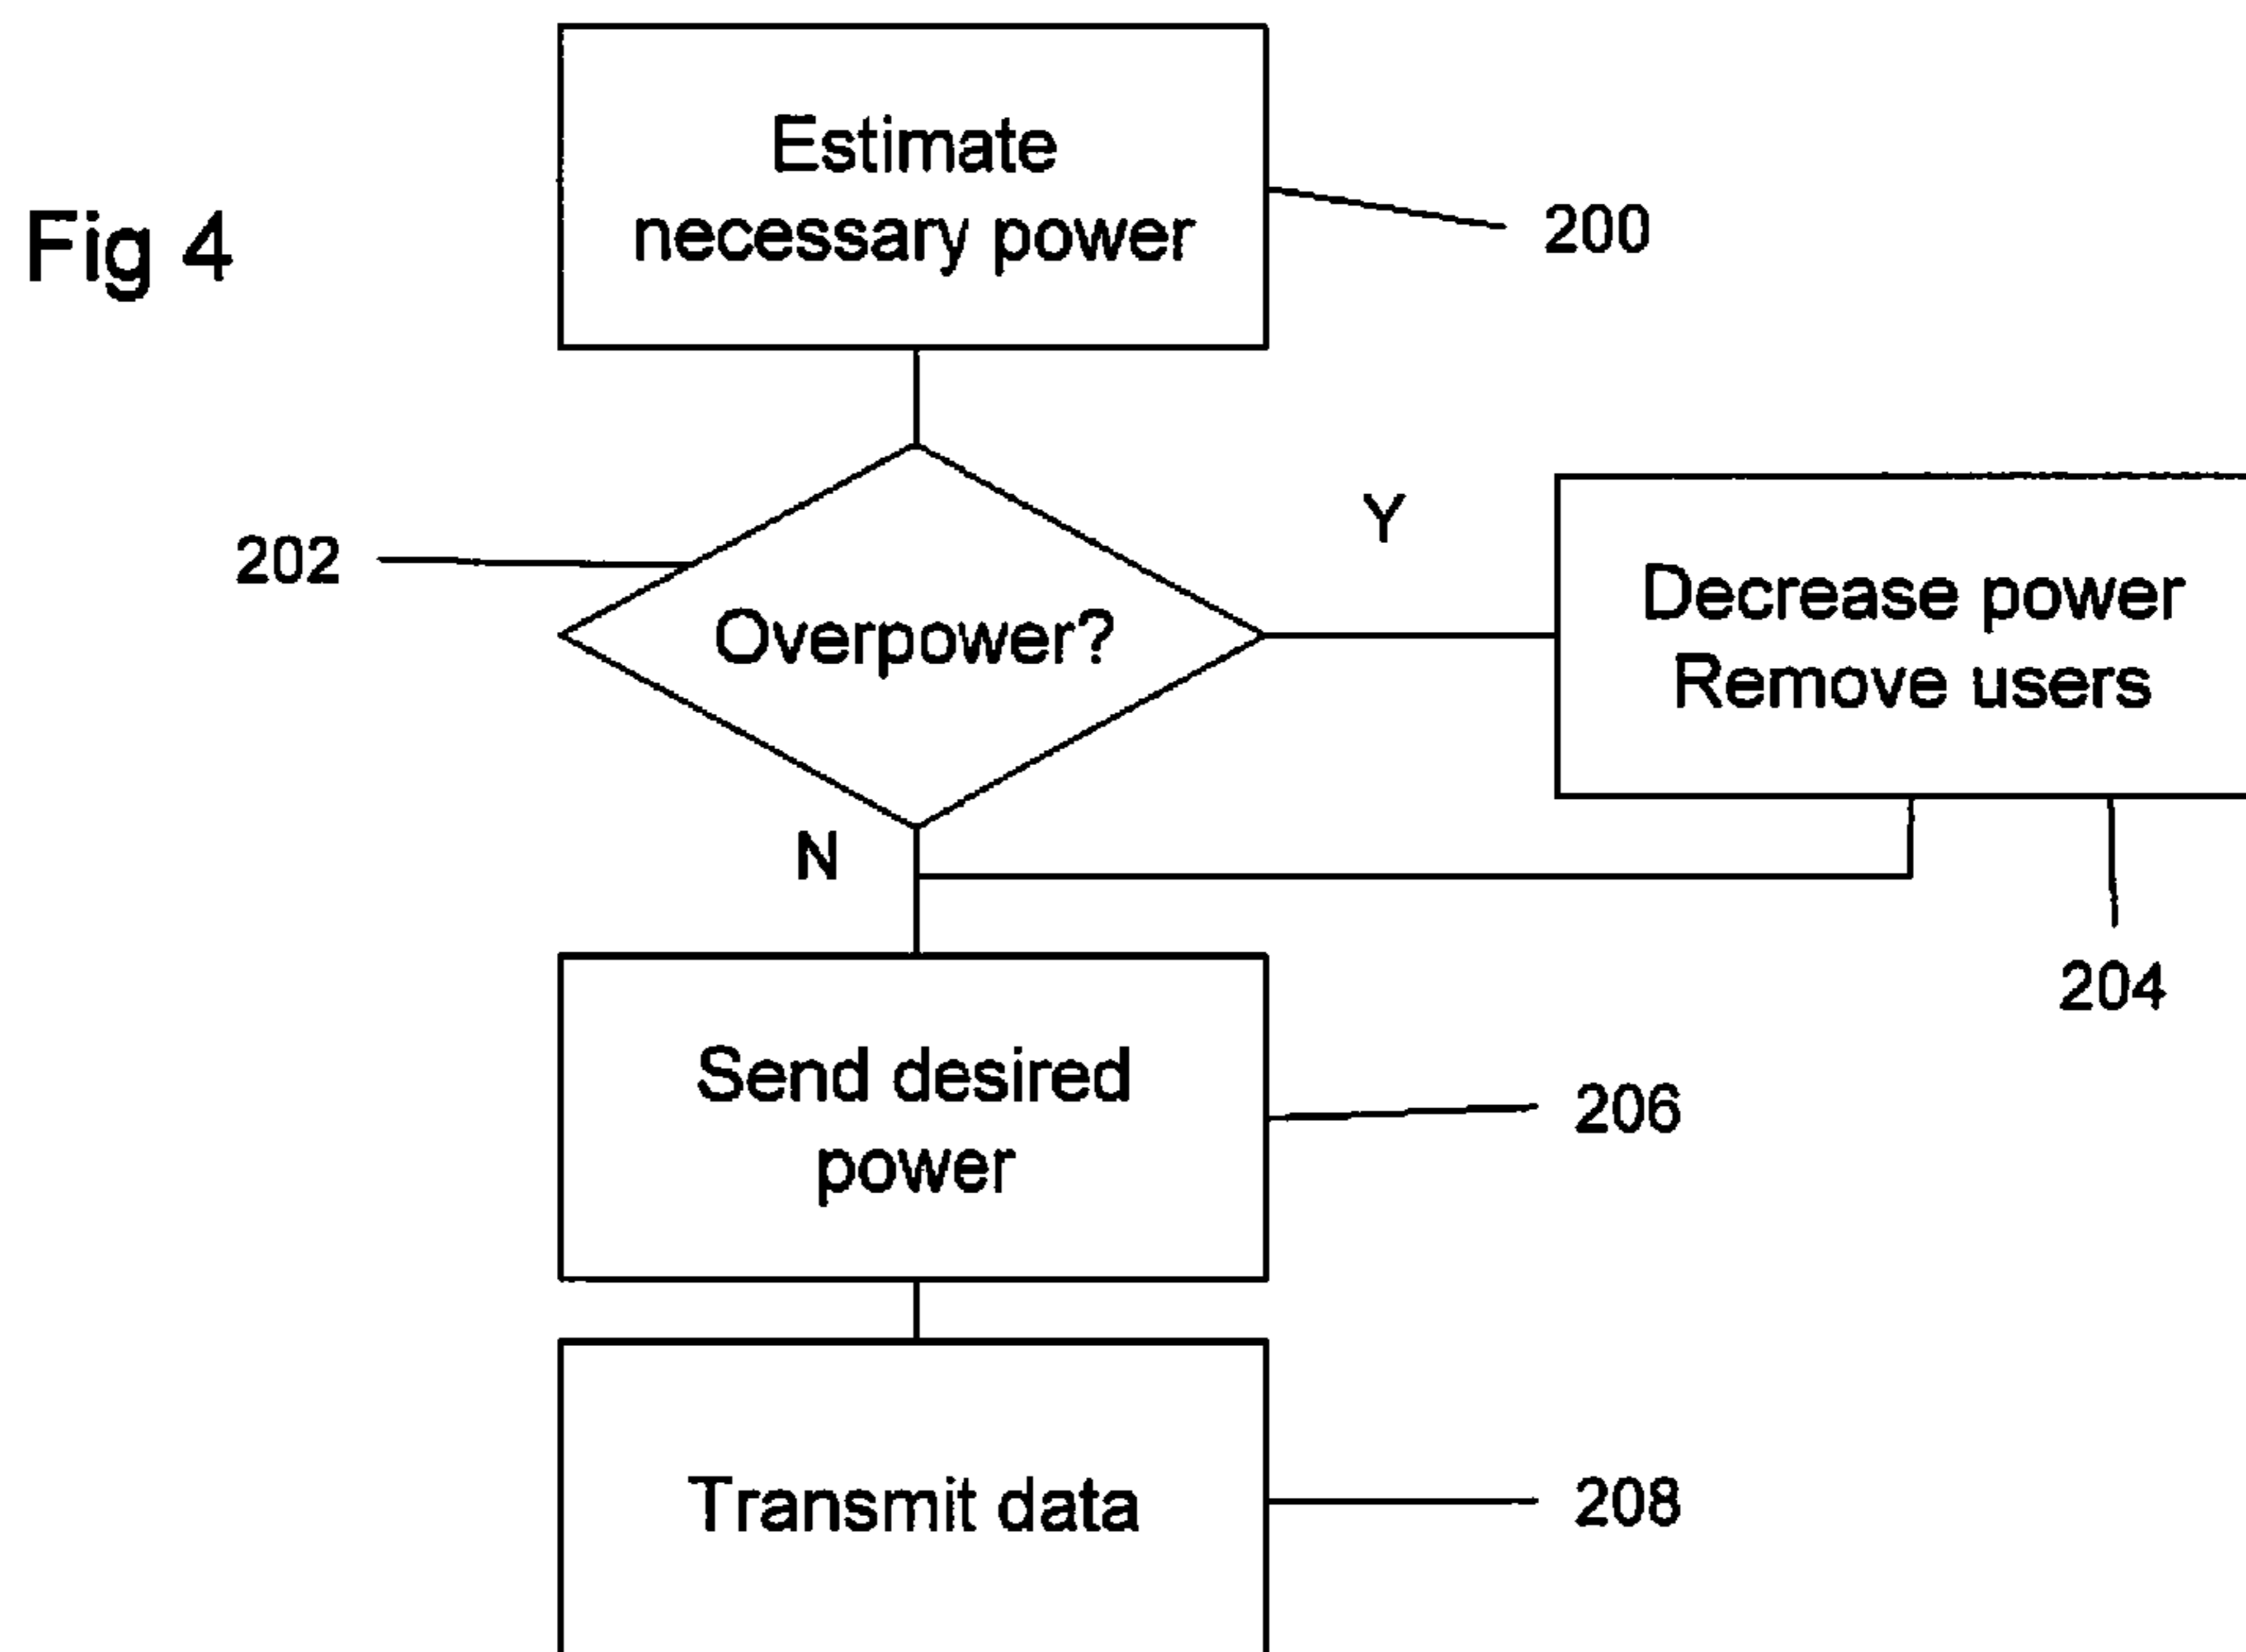 Fig 4
Estimate
necessary power
200
202
Overpower?
Y
Decrease power
Remove users
N
204
Send desired
power
206
Transmit data
208